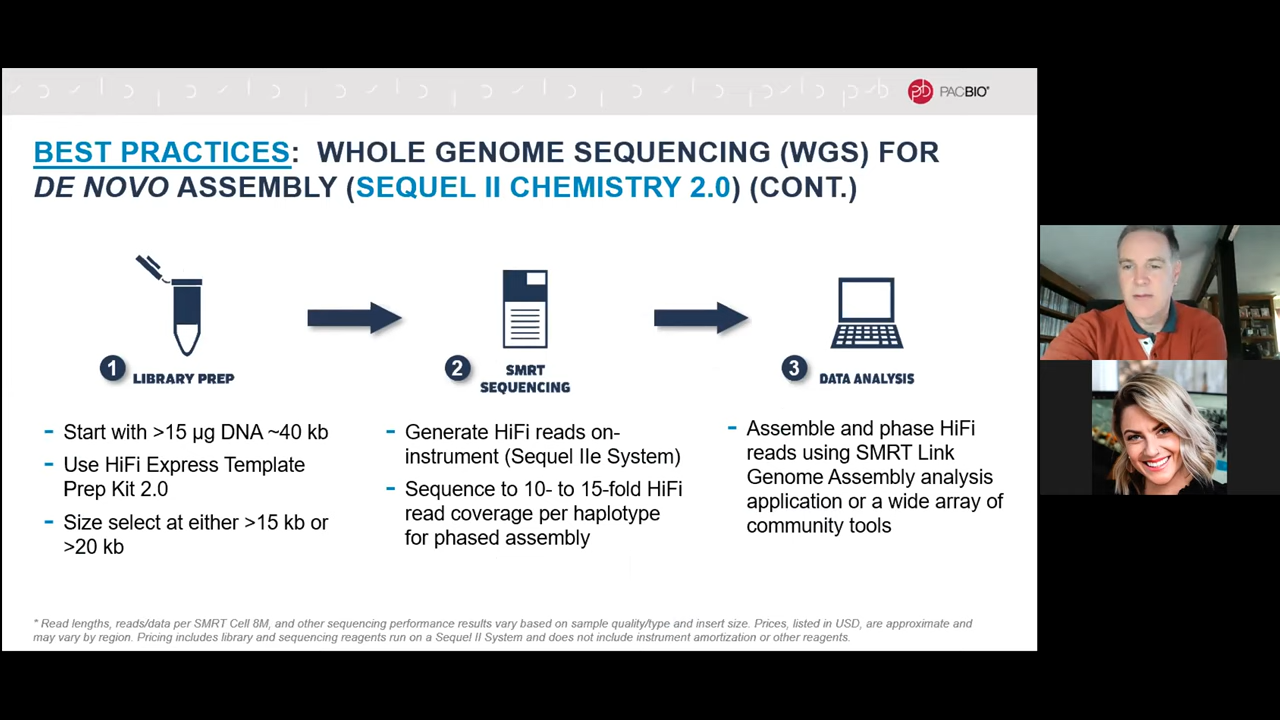 PACBIO®
BEST PRACTICES: WHOLE GENOME SEQUENCING (WGS) FOR
DE NOVO ASSEMBLY (SEQUEL II CHEMISTRY 2.0) (CONT.)
1 LIBRARY PREP
- Start with >15 µg DNA ~40 kb
- Use HiFi Express Template
Prep Kit 2.0
- Size select at either >15 kb or
>20 kb
2 SMRT
SEQUENCING
- Generate HiFi reads on-
instrument (Sequel IIe System)
- Sequence to 10- to 15-fold HiFi
read coverage per haplotype
for phased assembly
3 DATA ANALYSIS
- Assemble and phase HiFi
reads using SMRT Link
Genome Assembly analysis
application or a wide array of
community tools
* Read lengths, reads/data per SMRT Cell 8M, and other sequencing performance results vary based on sample quality/type and insert size. Prices, listed in USD, are approximate and
may vary by region. Pricing includes library and sequencing reagents run on a Sequel II System and does not include instrument amortization or other reagents.